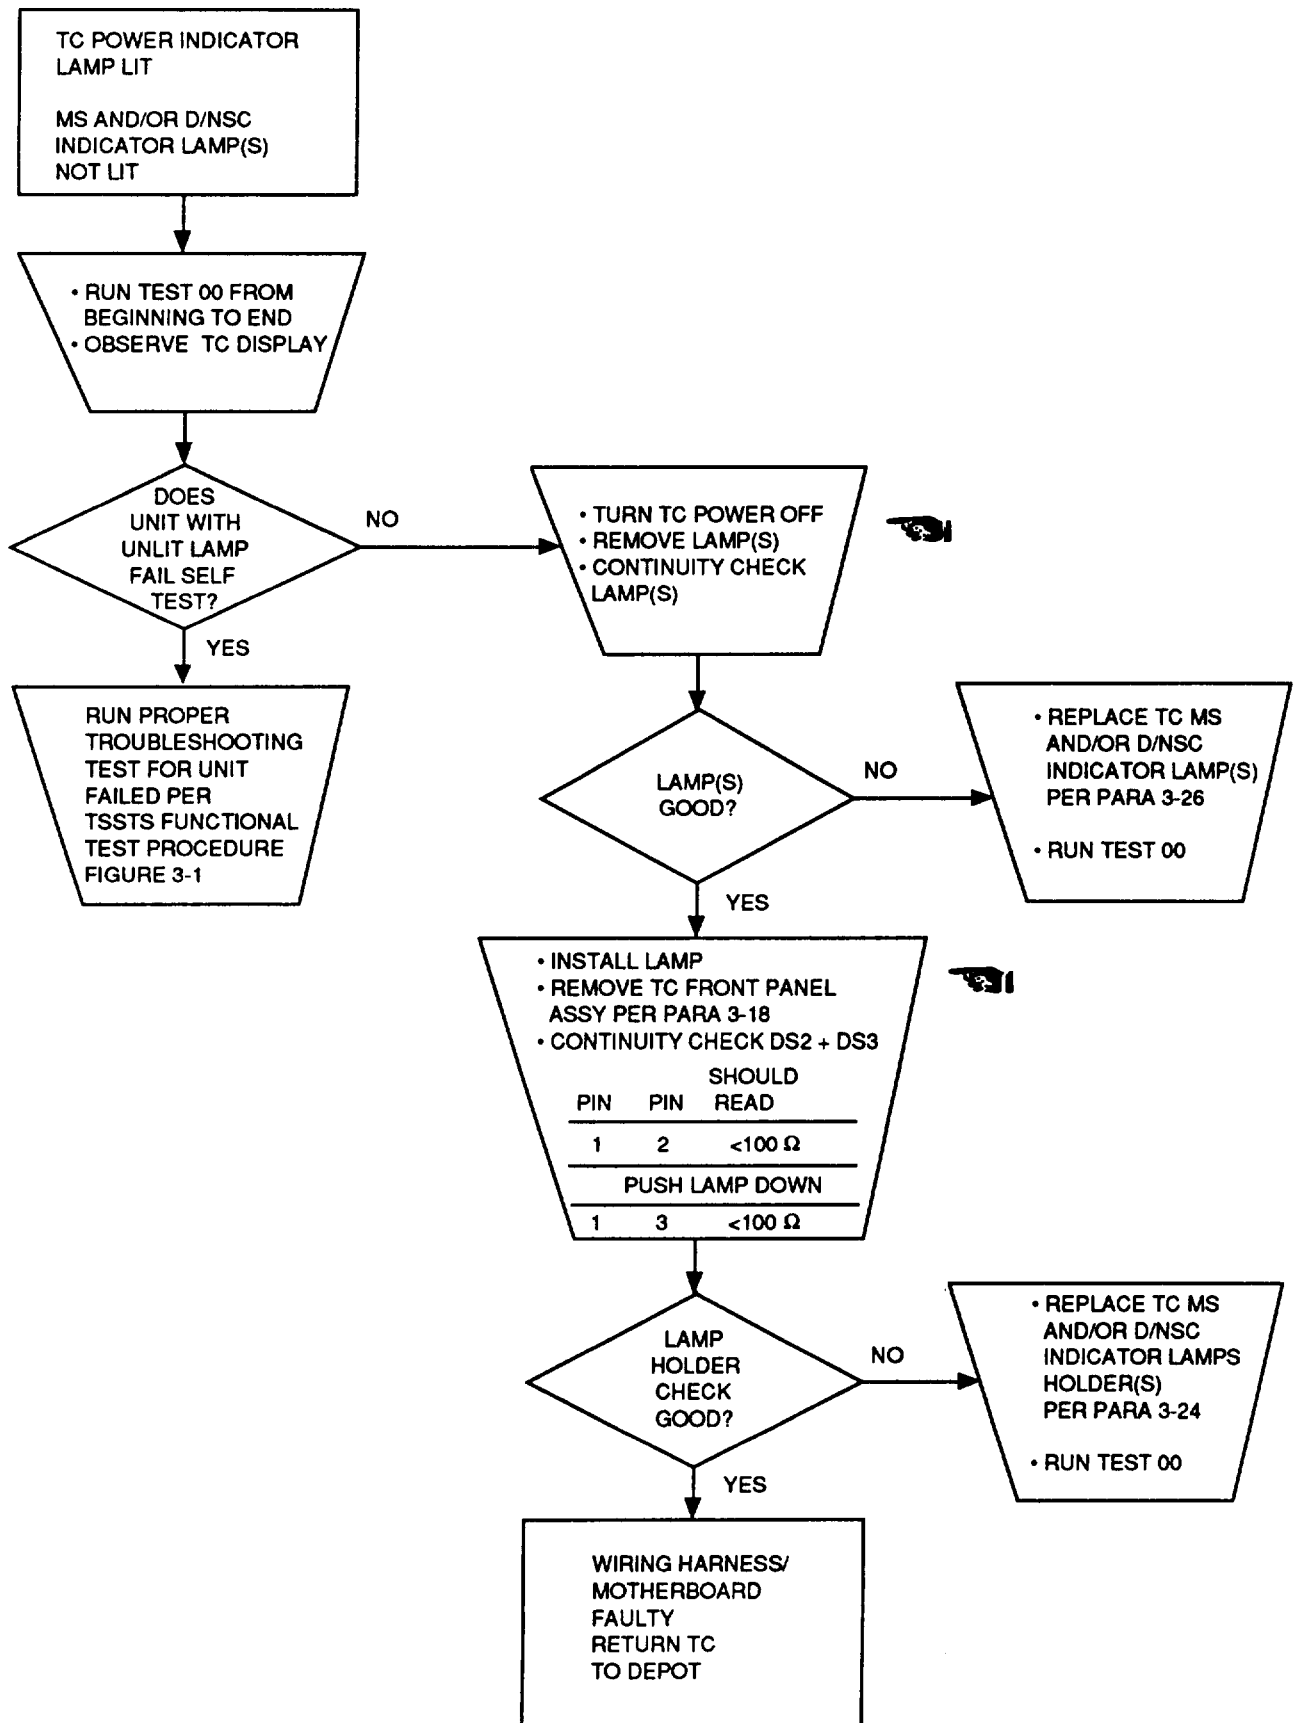 TC POWER INDICATOR
LAMP LIT
MS AND/OR D/NSC
INDICATOR LAMP(S)
NOT LIT
• RUN TEST 00 FROM
BEGINNING TO END
• OBSERVE TC DISPLAY
DOES
UNIT WITH
UNLIT LAMP
FAIL SELF
TEST?
NO
YES
RUN PROPER
TROUBLESHOOTING
TEST FOR UNIT
FAILED PER
TSSTS FUNCTIONAL
TEST PROCEDURE
FIGURE 3-1
• TURN TC POWER OFF
• REMOVE LAMP(S)
• CONTINUITY CHECK
LAMP(S)
LAMP(S)
GOOD?
NO
• REPLACE TC MS
AND/OR D/NSC
INDICATOR LAMP(S)
PER PARA 3-26
• RUN TEST 00
YES
• INSTALL LAMP
• REMOVE TC FRONT PANEL
ASSY PER PARA 3-18
• CONTINUITY CHECK DS2 + DS3
SHOULD
PIN PIN READ
1 2 <100 Ω
PUSH LAMP DOWN
1 3 <100 Ω
LAMP
HOLDER
CHECK
GOOD?
NO
• REPLACE TC MS
AND/OR D/NSC
INDICATOR LAMPS
HOLDER(S)
PER PARA 3-24
• RUN TEST 00
YES
WIRING HARNESS/
MOTHERBOARD
FAULTY
RETURN TC
TO DEPOT